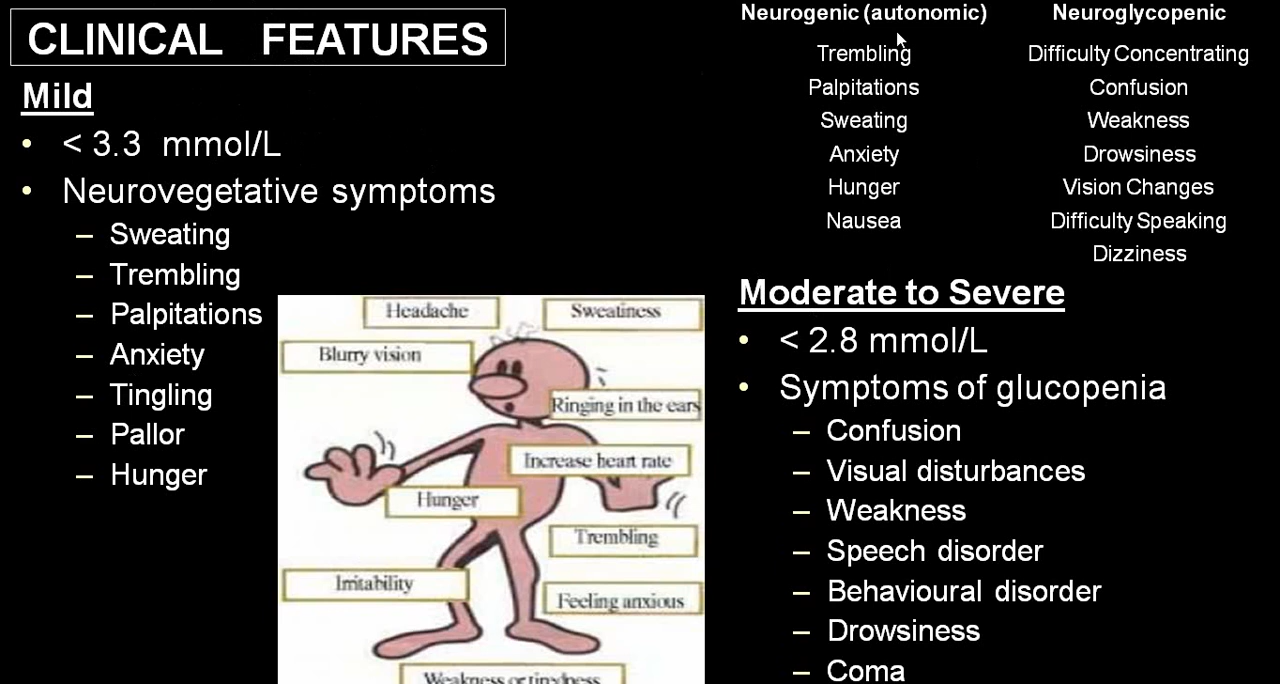 CLINICAL FEATURES
Mild
• < 3.3 mmol/L
• Neurovegetative symptoms
– Sweating
– Trembling
– Palpitations
– Anxiety
– Tingling
– Pallor
– Hunger
Headache
Sweatiness
Blurry vision
Ringing in the ears
Increase heart rate
Hunger
Trembling
Irritability
Feeling anxious
Weakness or tiredness
Neurogenic (autonomic)
Trembling
Palpitations
Sweating
Anxiety
Hunger
Nausea
Neuroglycopenic
Difficulty Concentrating
Confusion
Weakness
Drowsiness
Vision Changes
Difficulty Speaking
Dizziness
Moderate to Severe
• < 2.8 mmol/L
• Symptoms of glucopenia
– Confusion
– Visual disturbances
– Weakness
– Speech disorder
– Behavioural disorder
– Drowsiness
– Coma